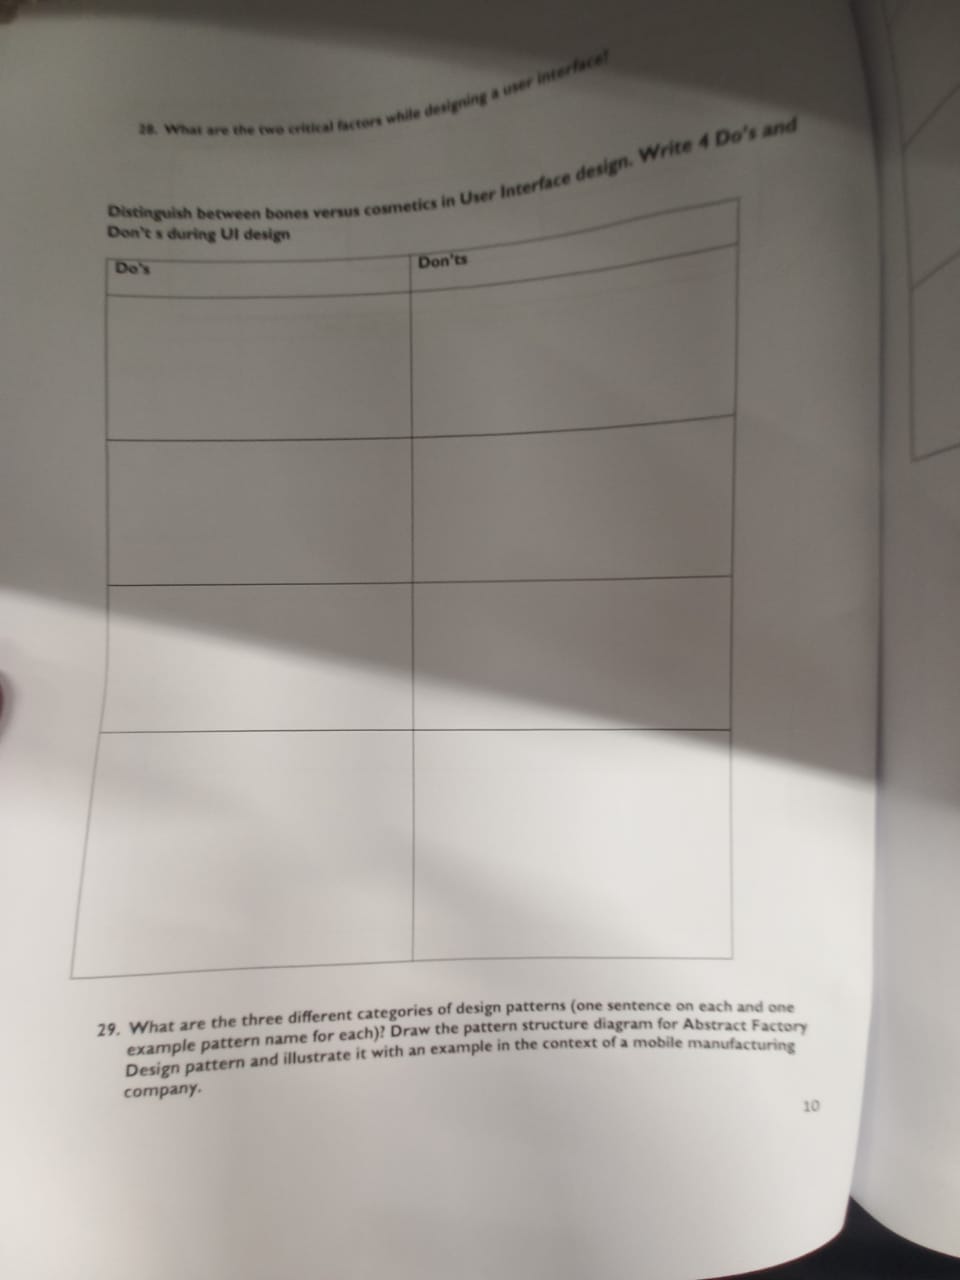 28. What are the two critical factors while designing a user interface?
Distinguish between bones versus cosmetics in User Interface design. Write 4 Do's and
Don't s during UI design
Do's
Don'ts
29. What are the three different categories of design patterns (one sentence on each and one
example pattern name for each)? Draw the pattern structure diagram for Abstract Factory
Design pattern and illustrate it with an example in the context of a mobile manufacturing
company.
10